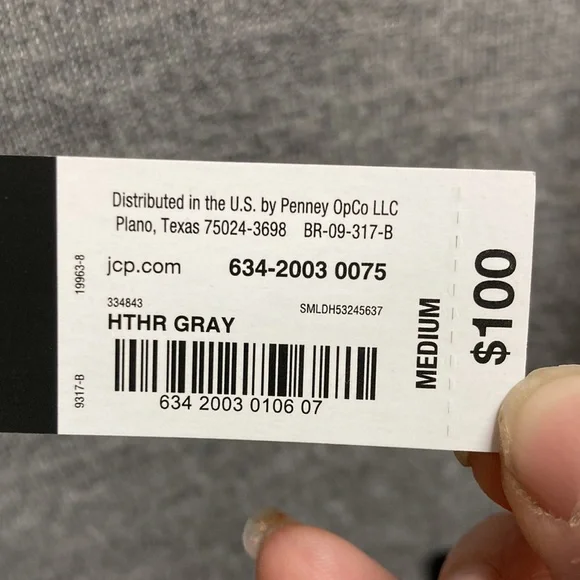 Distributed in the U.S. by Penney OpCo LLC
Plano, Texas 75024-3698 BR-09-317-B
jcp.com 634-2003 0075
334843 SMLDH53245637
HTHR GRAY
634 2003 0106 07
19963-8
9317-B
MEDIUM
$100